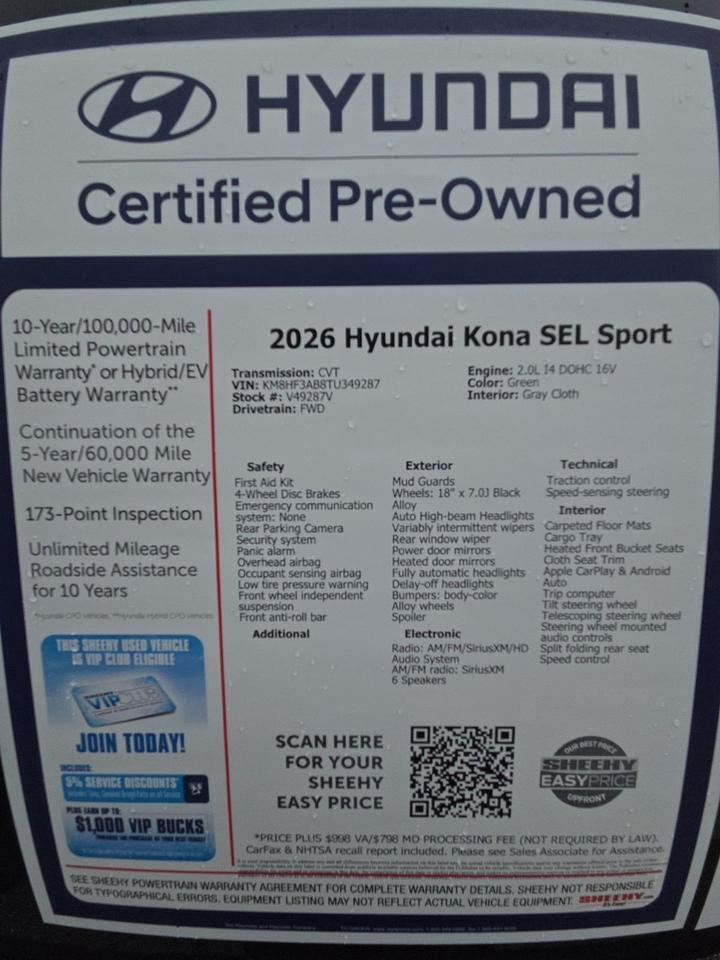 HYUNDAI
Certified Pre-Owned
10-Year/100,000-Mile
Limited Powertrain
Warranty* or Hybrid/EV
Battery Warranty**
Continuation of the
5-Year/60,000 Mile
New Vehicle Warranty
173-Point Inspection
Unlimited Mileage
Roadside Assistance
for 10 Years
*Hyundai CPO vehicles. **Hyundai Hybrid CPO vehicles.
THIS SHEEHY USED VEHICLE
IS VIP CLUB ELIGIBLE
SHEEHY
VIPCLUB
JOIN TODAY!
INCLUDES:
5% SERVICE DISCOUNTS*
PLUS EARN UP TO:
$1,000 VIP BUCKS
2026 Hyundai Kona SEL Sport
Transmission: CVT
VIN: KM8HF3AB8TU349287
Stock #: V49287V
Drivetrain: FWD
Engine: 2.0L I4 DOHC 16V
Color: Green
Interior: Gray Cloth
Safety
First Aid Kit
4-Wheel Disc Brakes
Emergency communication
system: None
Rear Parking Camera
Security system
Panic alarm
Overhead airbag
Occupant sensing airbag
Low tire pressure warning
Front wheel independent
suspension
Front anti-roll bar
Additional
Exterior
Mud Guards
Wheels: 18" x 7.0J Black
Alloy
Auto High-beam Headlights
Variably intermittent wipers
Rear window wiper
Power door mirrors
Heated door mirrors
Fully automatic headlights
Delay-off headlights
Bumpers: body-color
Alloy wheels
Spoiler
Electronic
Radio: AM/FM/SiriusXM/HD
Audio System
AM/FM radio: SiriusXM
6 Speakers
Technical
Traction control
Speed-sensing steering
Interior
Carpeted Floor Mats
Cargo Tray
Heated Front Bucket Seats
Cloth Seat Trim
Apple CarPlay & Android
Auto
Trip computer
Tilt steering wheel
Telescoping steering wheel
Steering wheel mounted
audio controls
Split folding rear seat
Speed control
SCAN HERE
FOR YOUR
SHEEHY
EASY PRICE
OUR BEST PRICE
SHEEHY
EASYPRICE
UPFRONT
*PRICE PLUS $998 VA/$798 MD PROCESSING FEE (NOT REQUIRED BY LAW).
CarFax & NHTSA recall report included. Please see Sales Associate for Assistance.
SEE SHEEHY POWERTRAIN WARRANTY AGREEMENT FOR COMPLETE WARRANTY DETAILS. SHEEHY NOT RESPONSIBLE
FOR TYPOGRAPHICAL ERRORS. EQUIPMENT LISTING MAY NOT REFLECT ACTUAL VEHICLE EQUIPMENT. SHEEHY.com